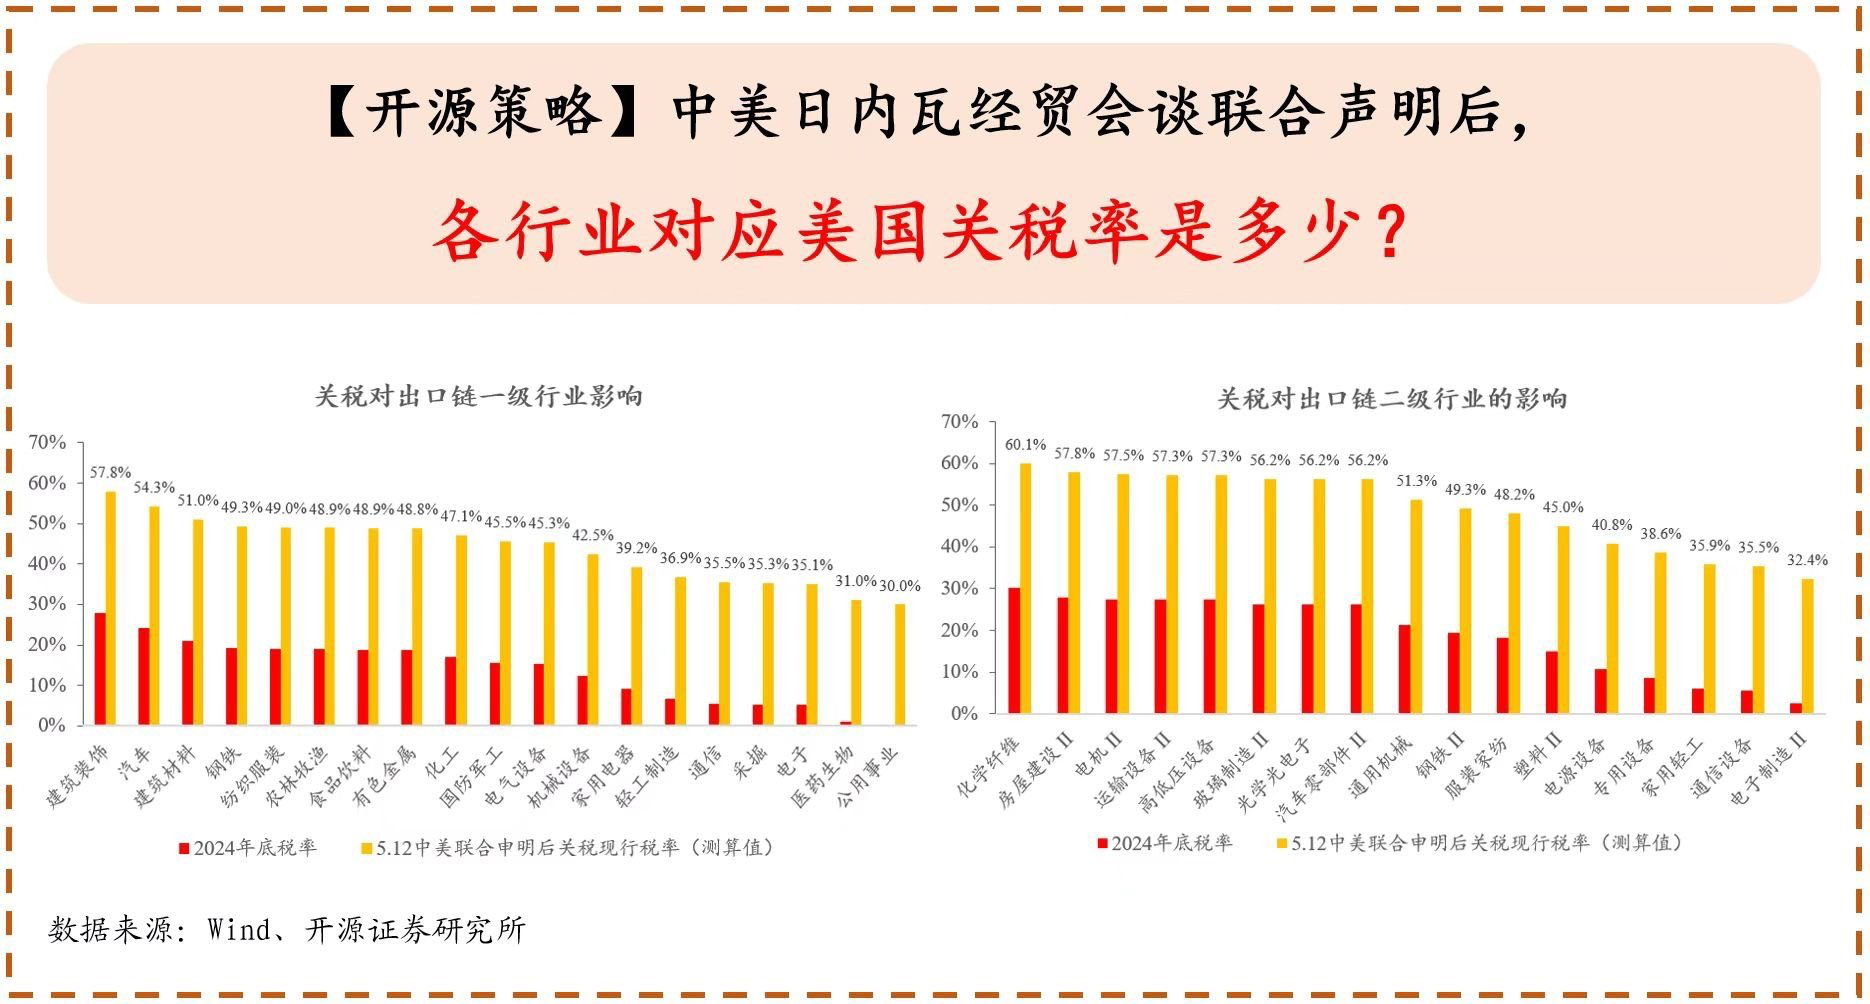 【开源策略】中美日内瓦经贸会谈联合声明后，
各行业对应美国关税率是多少？
关税对出口链一级行业影响
70%
60%
50%
40%
30%
20%
10%
0%
57.8%
54.3%
51.0%
49.3%
49.0%
48.9%
48.9%
48.8%
47.1%
45.5%
45.3%
42.5%
39.2%
36.9%
35.5%
35.3%
35.1%
31.0%
30.0%
建筑装饰
汽车
建筑材料
钢铁
纺织服装
农林牧渔
食品饮料
有色金属
化工
国防军工
电气设备
机械设备
家用电器
轻工制造
通信
采掘
电子
医药生物
公用事业
2024年底税率
5.12中美联合申明后关税现行税率（测算值）
关税对出口链二级行业的影响
70%
60%
50%
40%
30%
20%
10%
0%
60.1%
57.8%
57.5%
57.3%
57.3%
56.2%
56.2%
56.2%
51.3%
49.3%
48.2%
45.0%
40.8%
38.6%
35.9%
35.5%
32.4%
化学纤维
房屋建设Ⅱ
电机Ⅱ
运输设备Ⅱ
高低压设备
玻璃制造Ⅱ
光学光电子
汽车零部件Ⅱ
通用机械
钢铁Ⅱ
服装家纺
塑料Ⅱ
电源设备
专用设备
家用轻工
通信设备
电子制造Ⅱ
2024年底税率
5.12中美联合申明后关税现行税率（测算值）
数据来源：Wind、开源证券研究所